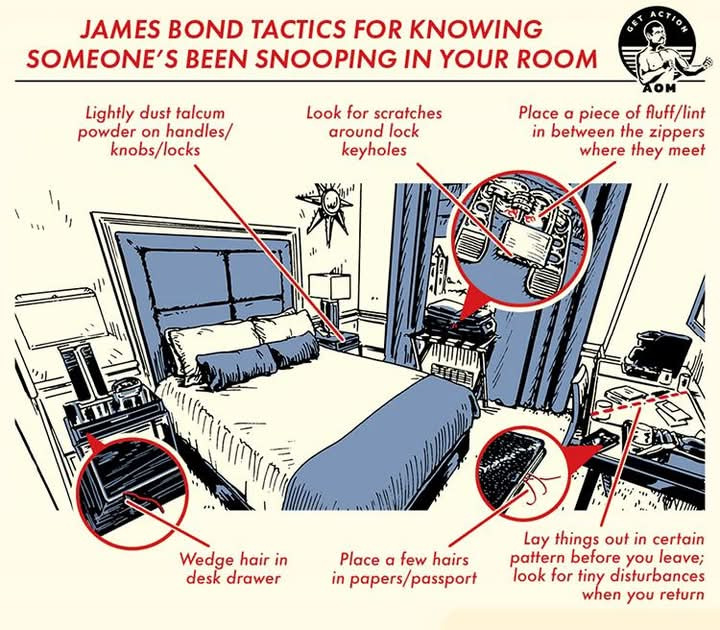 JAMES BOND TACTICS FOR KNOWING
SOMEONE'S BEEN SNOOPING IN YOUR ROOM
GET ACTION
AOM
Lightly dust talcum
powder on handles/
knobs/locks
Look for scratches
around lock
keyholes
Place a piece of fluff/lint
in between the zippers
where they meet
Wedge hair in
desk drawer
Place a few hairs
in papers/passport
Lay things out in certain
pattern before you leave;
look for tiny disturbances
when you return